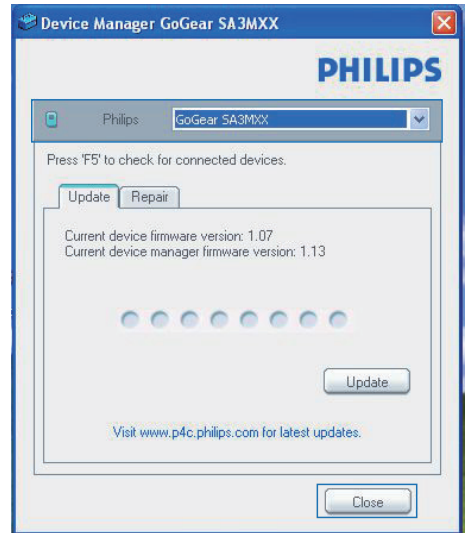 Device Manager GoGear SA3MXX
PHILIPS
Philips GoGear SA3MXX
Press 'F5' to check for connected devices.
Update Repair
Current device firmware version: 1.07
Current device manager firmware version: 1.13
Update
Visit www.p4c.philips.com for latest updates.
Close